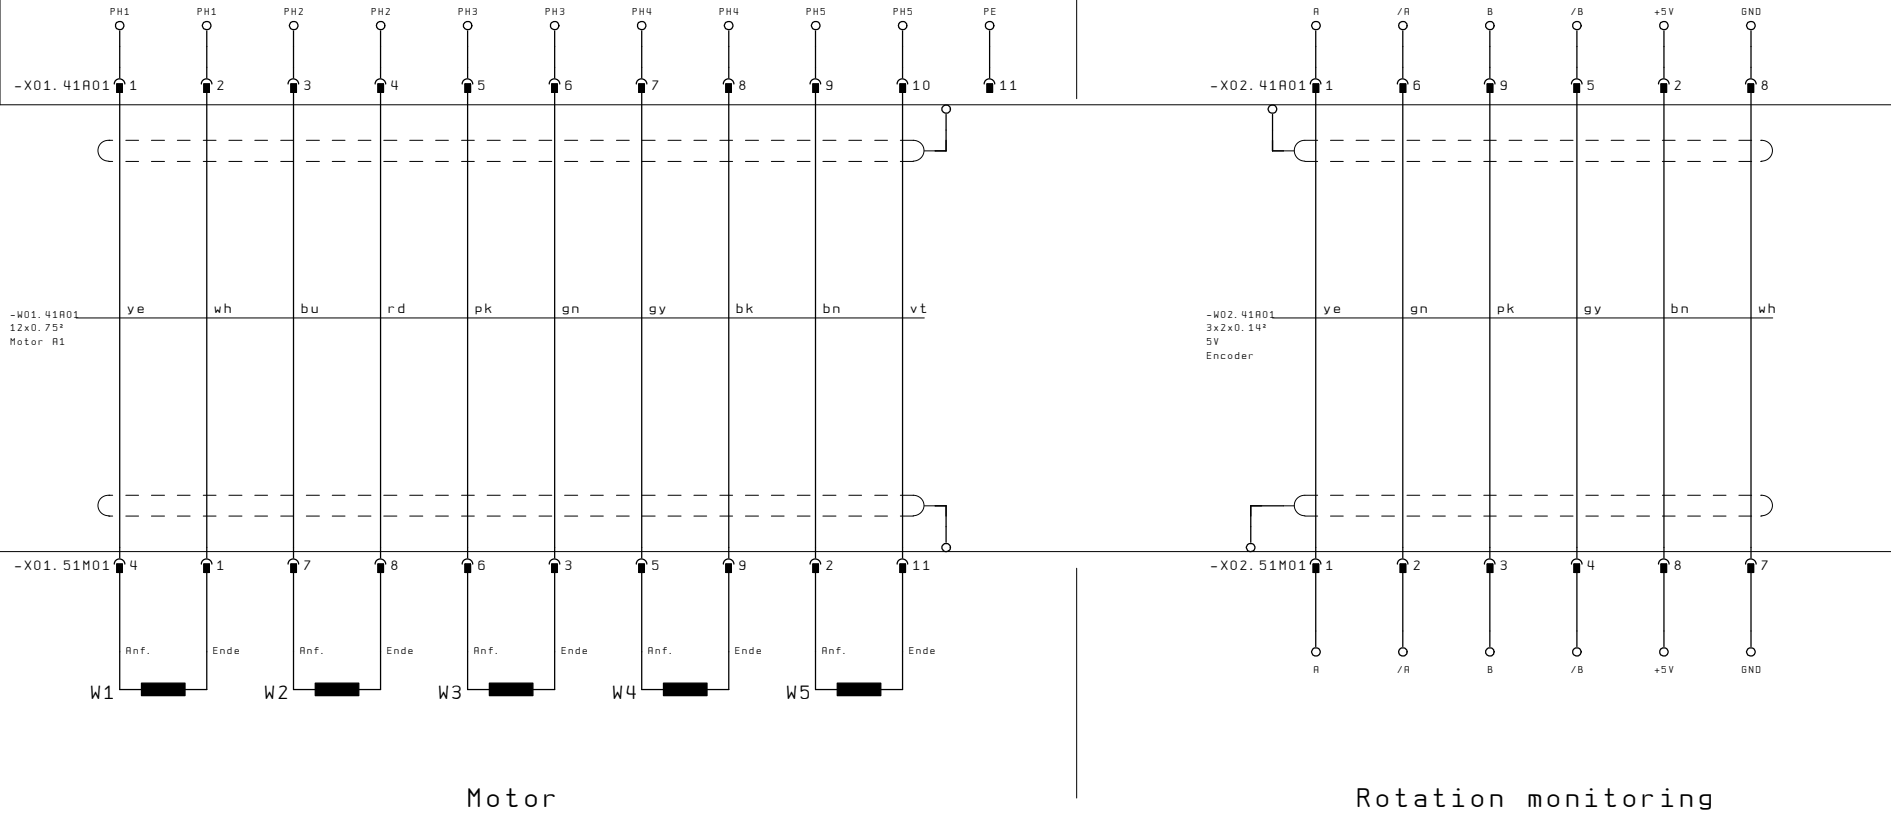 PH1 PH1 PH2 PH2 PH3 PH3 PH4 PH4 PH5 PH5 PE A /A B /B +5V GND
-X01.41A01 1 2 3 4 5 6 7 8 9 10 11 -X02.41A01 1 6 9 5 2 8
ye wh bu rd pk gn gy bk bn vt ye gn pk gy bn wh
-W01.41A01
12x0.75²
Motor A1
-W02.41A01
3x2x0.14²
5V
Encoder
-X01.51M01 4 1 7 8 6 3 5 9 2 11 -X02.51M01 1 2 3 4 8 7
Anf. Ende Anf. Ende Anf. Ende Anf. Ende Anf. Ende
A /A B /B +5V GND
W1 W2 W3 W4 W5
Motor Rotation monitoring